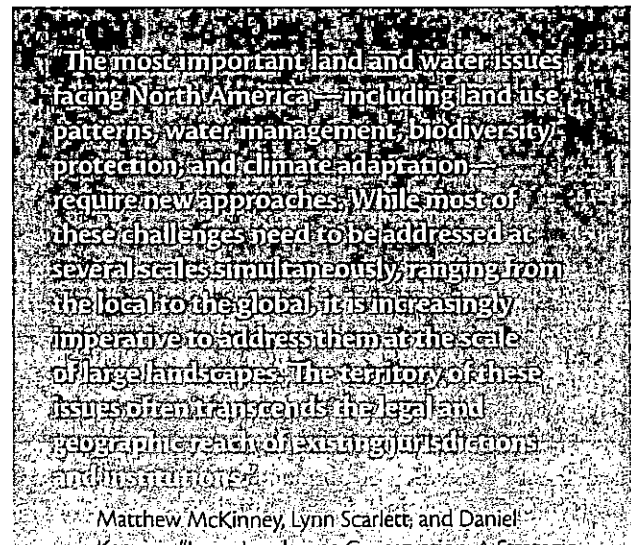 "The most important land and water issues
facing North America—including land use
patterns, water management, biodiversity
protection, and climate adaptation—
require new approaches. While most of
these challenges need to be addressed at
several scales simultaneously, ranging from
the local to the global, it is increasingly
imperative to address them at the scale
of large landscapes. The territory of these
issues often transcends the legal and
geographic reach of existing jurisdictions
and institutions."
Matthew McKinney, Lynn Scarlett, and Daniel